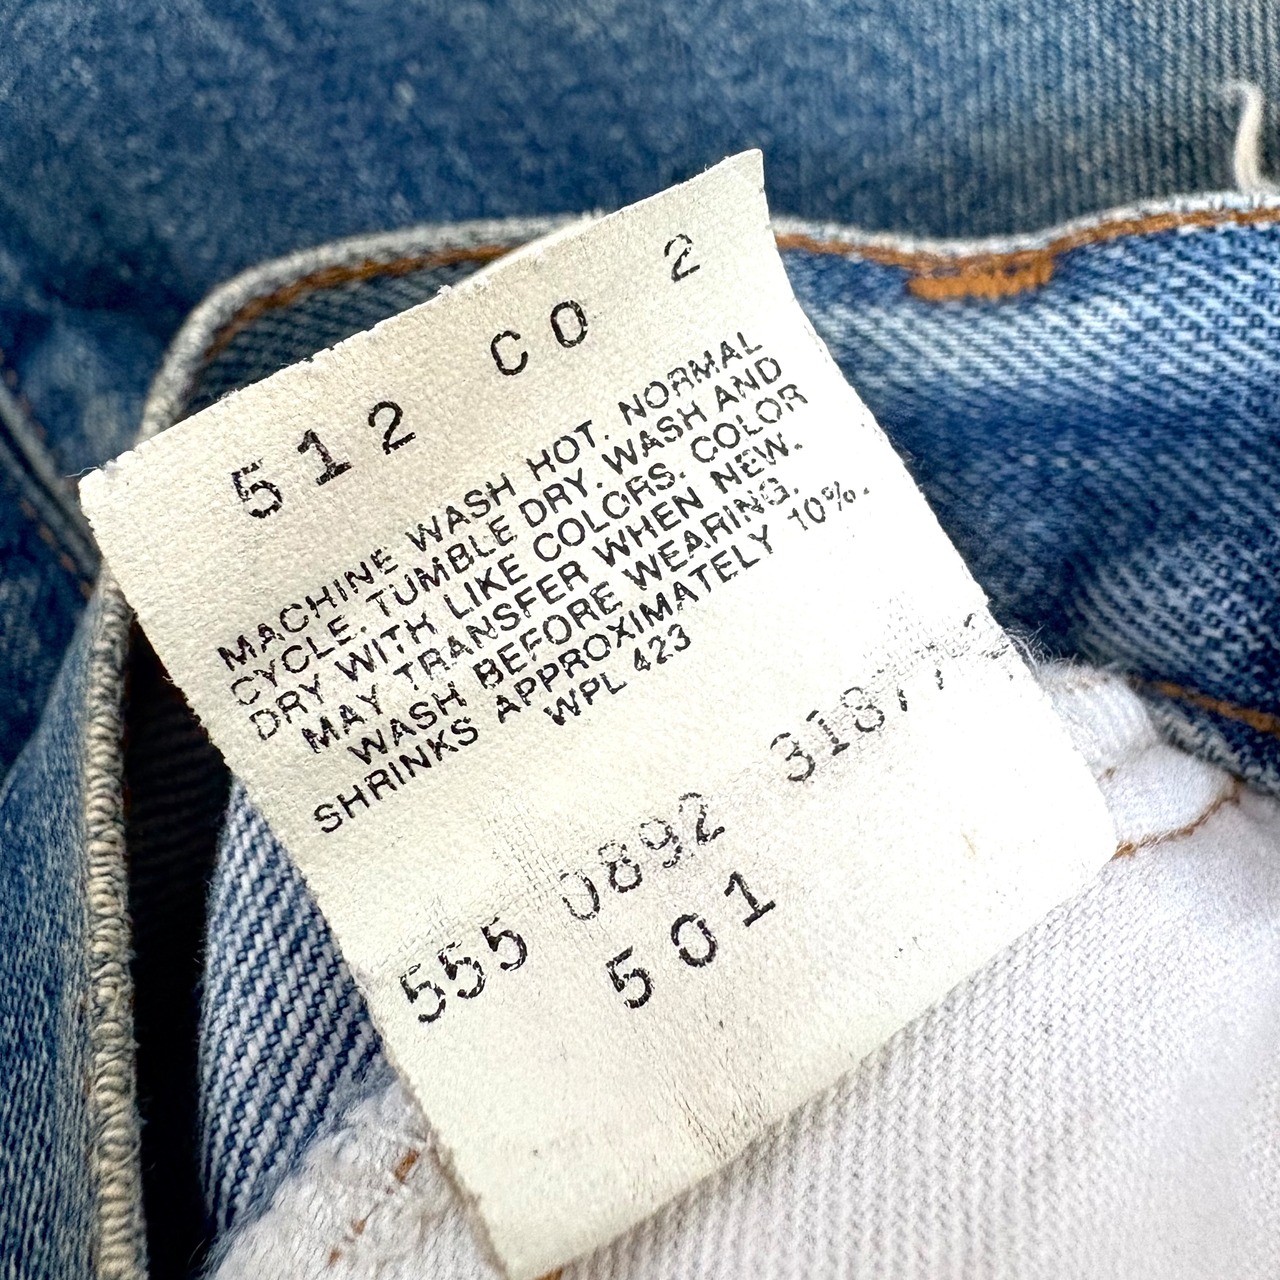 512 CO 2
MACHINE WASH HOT. NORMAL
CYCLE. TUMBLE DRY. WASH AND
DRY WITH LIKE COLORS. COLOR
MAY TRANSFER WHEN NEW.
WASH BEFORE WEARING.
SHRINKS APPROXIMATELY 10%.
WPL 423
555 0892
501